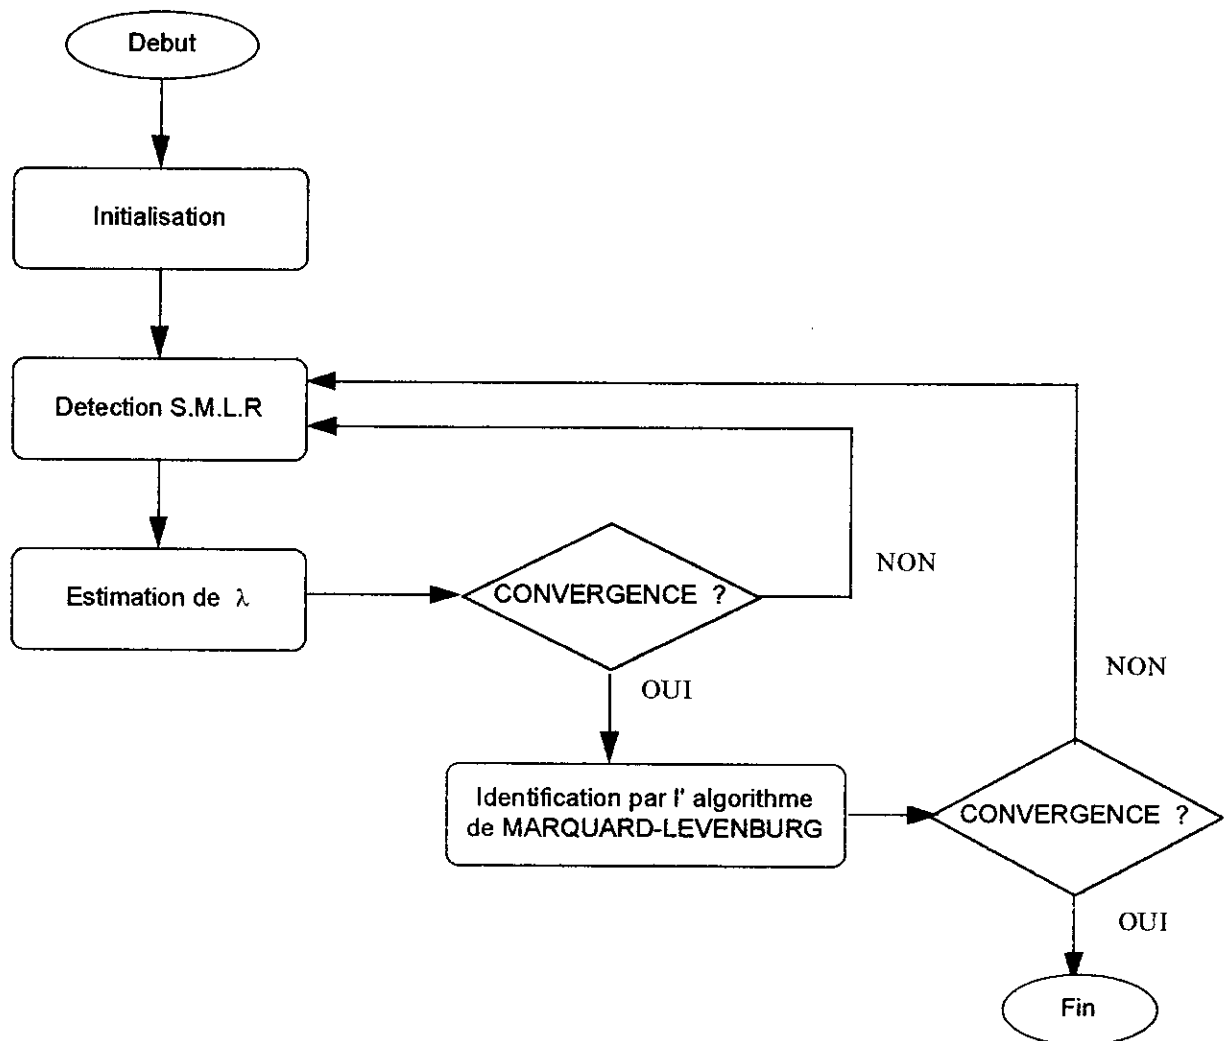 Debut
Initialisation
Detection S.M.L.R
Estimation de λ
CONVERGENCE ?
NON
OUI
Identification par l' algorithme
de MARQUARD-LEVENBURG
CONVERGENCE ?
NON
OUI
Fin